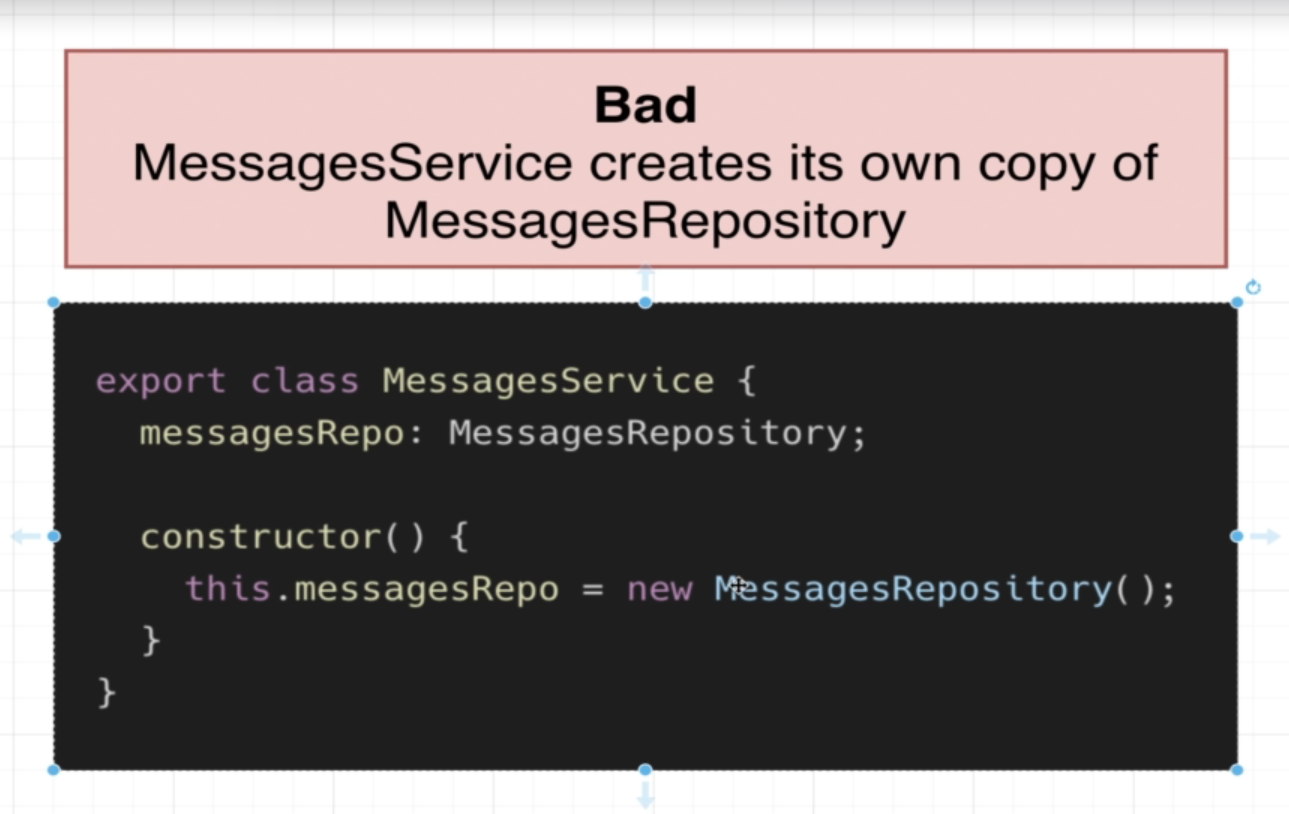 Bad
MessagesService creates its own copy of
MessagesRepository
export class MessagesService {
  messagesRepo: MessagesRepository;

  constructor() {
    this.messagesRepo = new MessagesRepository();
  }
}